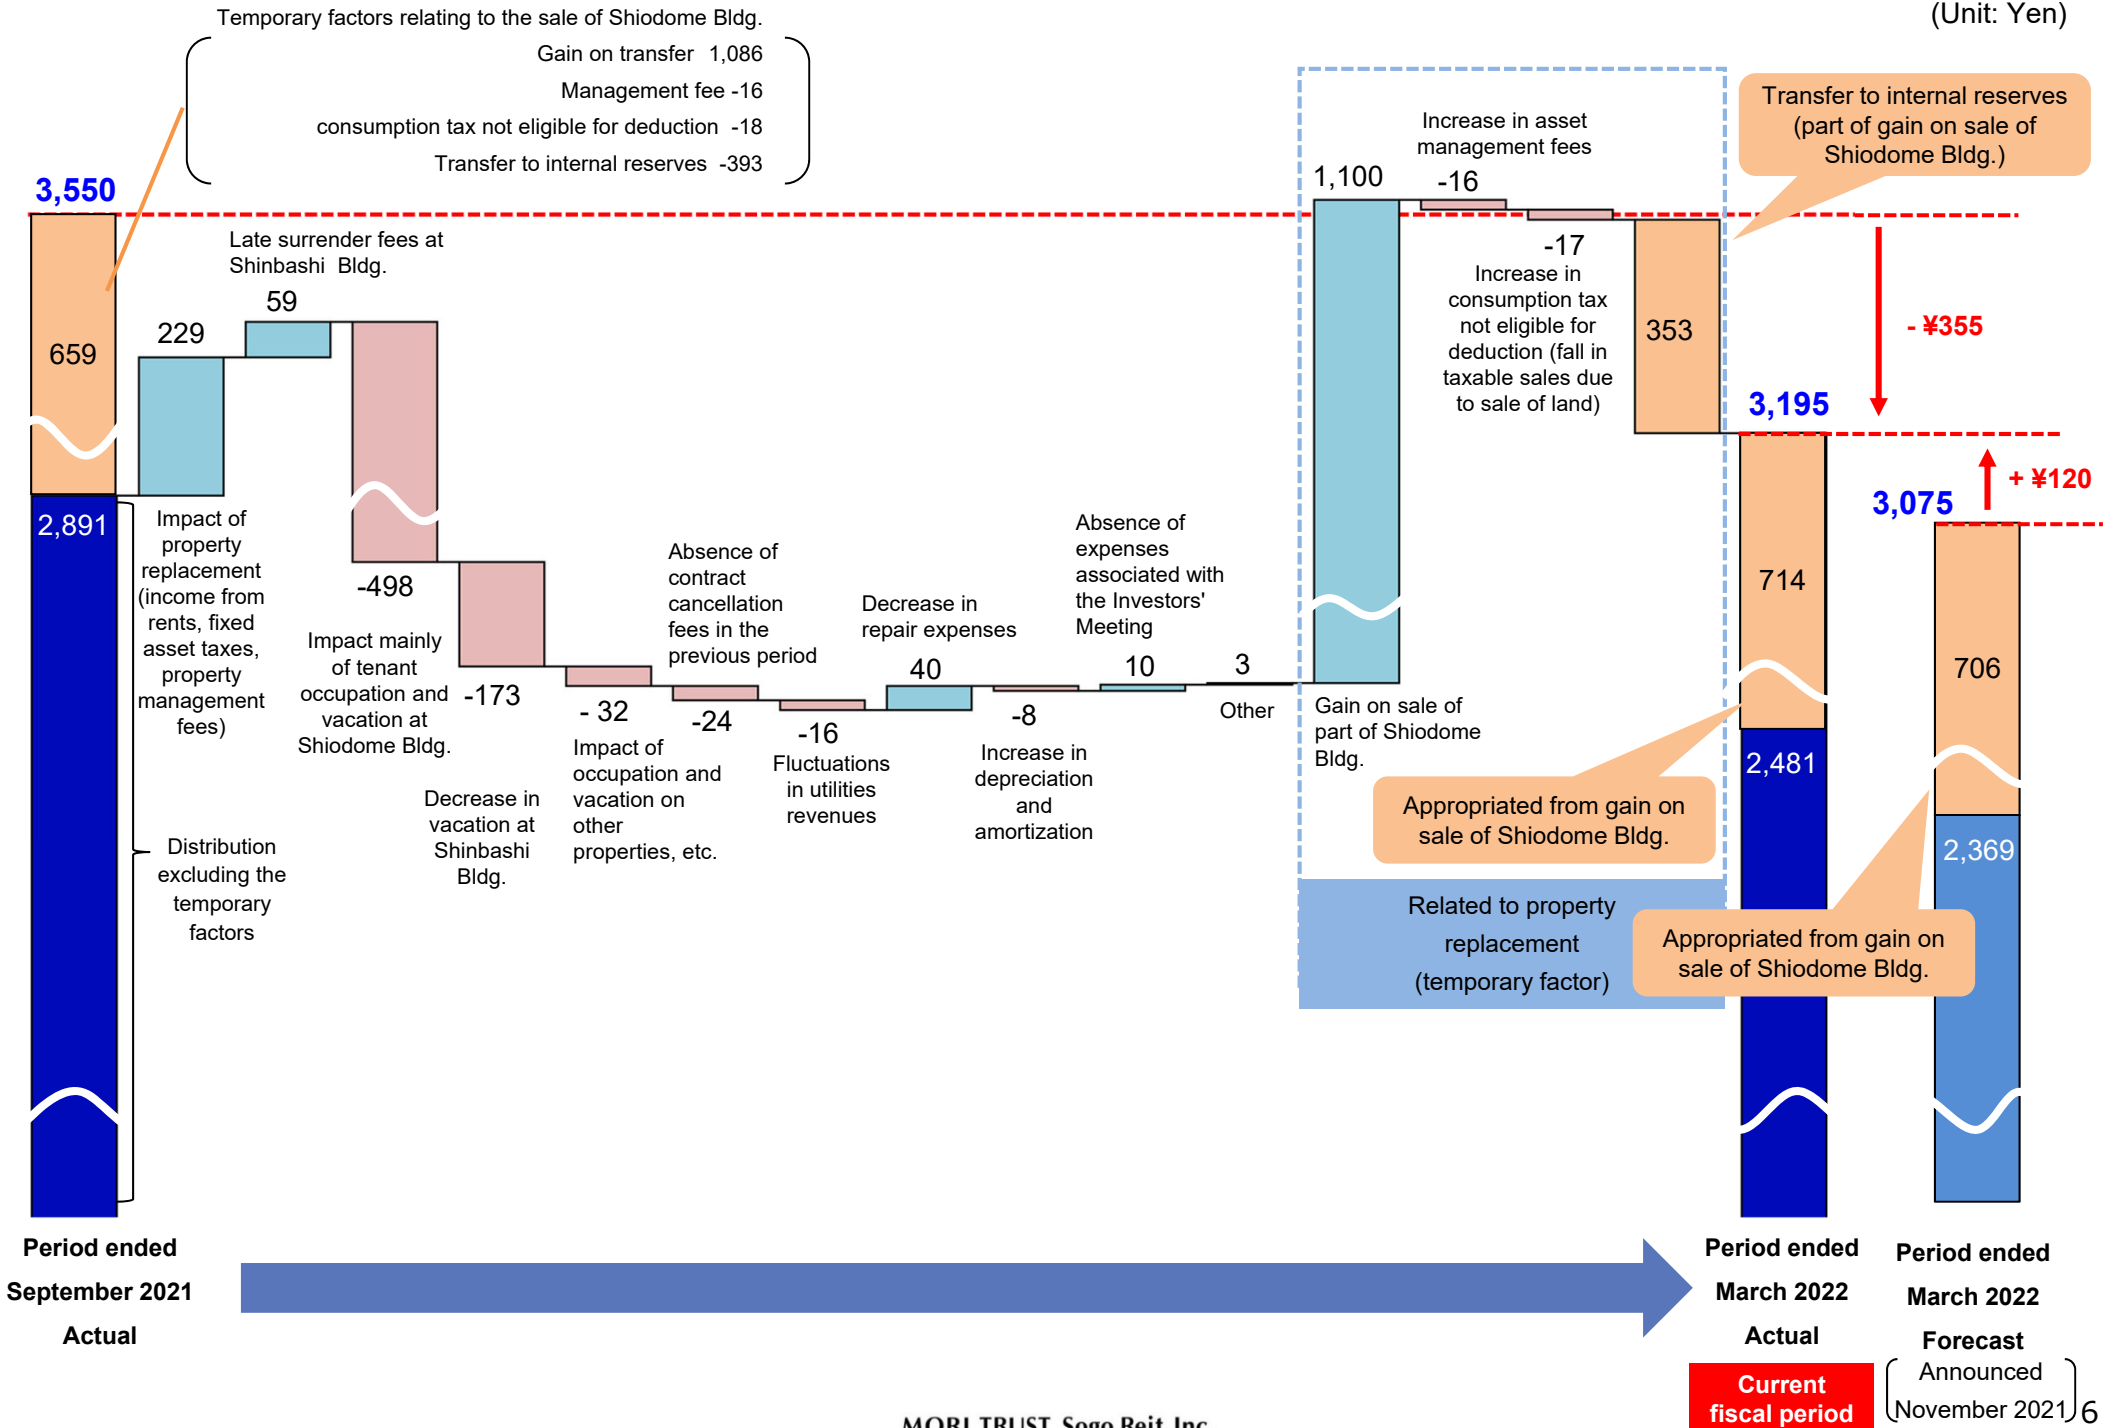 (Unit: Yen)
Temporary factors relating to the sale of Shiodome Bldg.
Gain on transfer 1,086
Management fee -16
consumption tax not eligible for deduction -18
Transfer to internal reserves -393
3,550
659
2,891
229
Impact of
property
replacement
(income from
rents, fixed
asset taxes,
property
management
fees)
Distribution
excluding the
temporary
factors
Late surrender fees at
Shinbashi Bldg.
59
-498
Impact mainly
of tenant
occupation and
vacation at
Shiodome Bldg.
-173
Decrease in
vacation at
Shinbashi
Bldg.
- 32
Impact of
occupation and
vacation on
other
properties, etc.
Absence of
contract
cancellation
fees in the
previous period
-24
-16
Fluctuations
in utilities
revenues
Decrease in
repair expenses
40
-8
Increase in
depreciation
and
amortization
Absence of
expenses
associated with
the Investors'
Meeting
10
3
Other
1,100
Gain on sale of
part of Shiodome
Bldg.
Increase in asset
management fees
-16
-17
Increase in
consumption tax
not eligible for
deduction (fall in
taxable sales due
to sale of land)
353
Transfer to internal reserves
(part of gain on sale of
Shiodome Bldg.)
- ¥355
3,195
+ ¥120
3,075
714
2,481
706
2,369
Appropriated from gain on
sale of Shiodome Bldg.
Related to property
replacement
(temporary factor)
Appropriated from gain on
sale of Shiodome Bldg.
Period ended
September 2021
Actual
Period ended
March 2022
Actual
Current
fiscal period
Period ended
March 2022
Forecast
Announced
November 2021
6
MORI TRUST Sogo Reit, Inc.